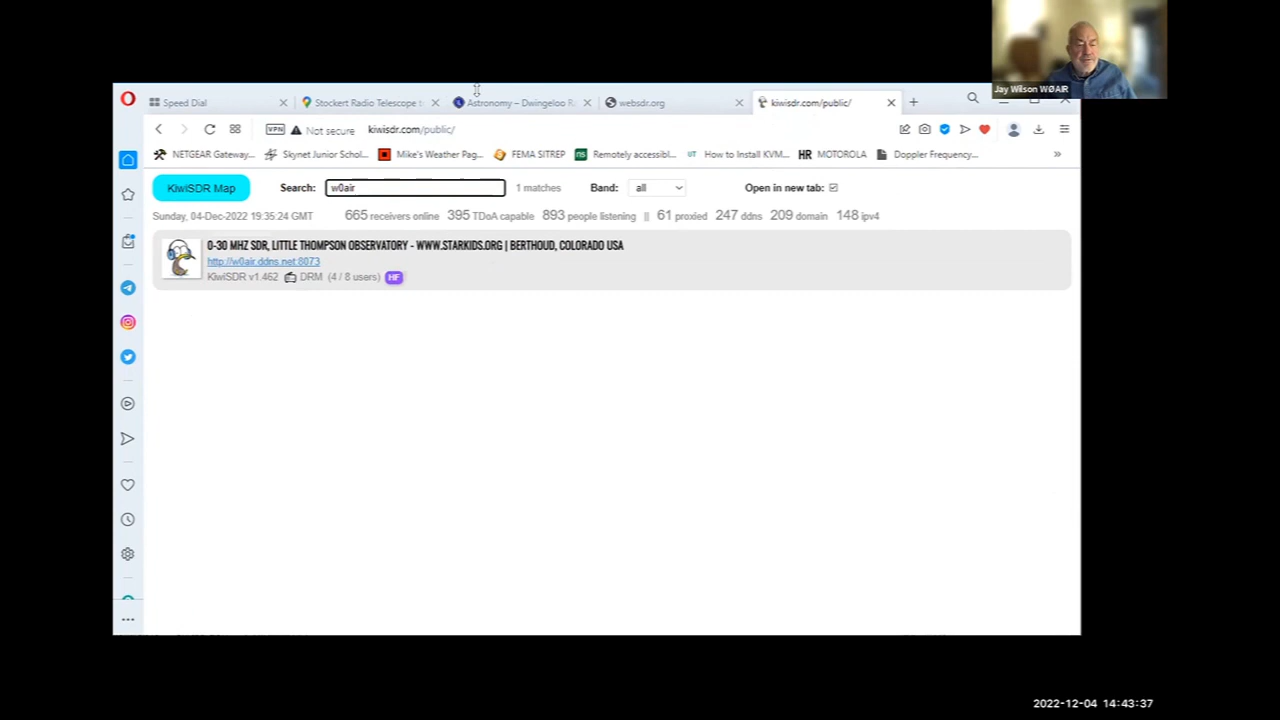 Jay Wilson WØAIR
Speed Dial
Stockert Radio Telescope
Astronomy – Dwingeloo R
websdr.org
kiwisdr.com/public/
VPN
Not secure
kiwisdr.com/public/
NETGEAR Gateway...
Skynet Junior Schol...
Mike's Weather Pag...
FEMA SITREP
ns
Remotely accessibl...
UT
How to Install KVM...
HR
MOTOROLA
Doppler Frequency...
»
KiwiSDR Map
Search:
w0air
1 matches
Band:
all
Open in new tab:
Sunday, 04-Dec-2022 19:35:24 GMT
665 receivers online 395 TDoA capable 893 people listening || 61 proxied 247 ddns 209 domain 148 ipv4
0-30 MHZ SDR, LITTLE THOMPSON OBSERVATORY - WWW.STARKIDS.ORG | BERTHOUD, COLORADO USA
http://w0air.ddns.net:8073
KiwiSDR v1.462 DRM (4 / 8 users) HF
2022-12-04 14:43:37